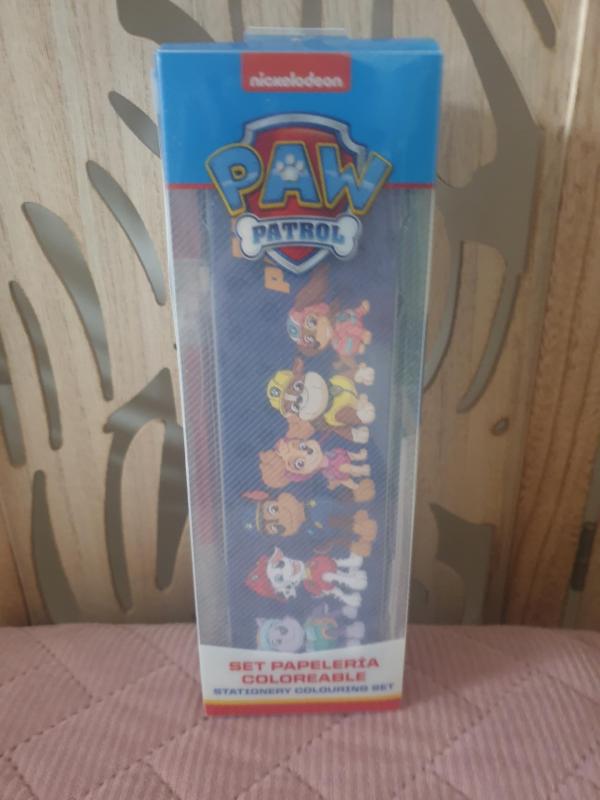 nickelodeon
PAW
PATROL
SET PAPELERÍA
COLOREABLE
STATIONERY COLOURING SET